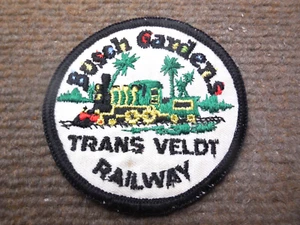 Busch Gardens
TRANS VELDT
RAILWAY